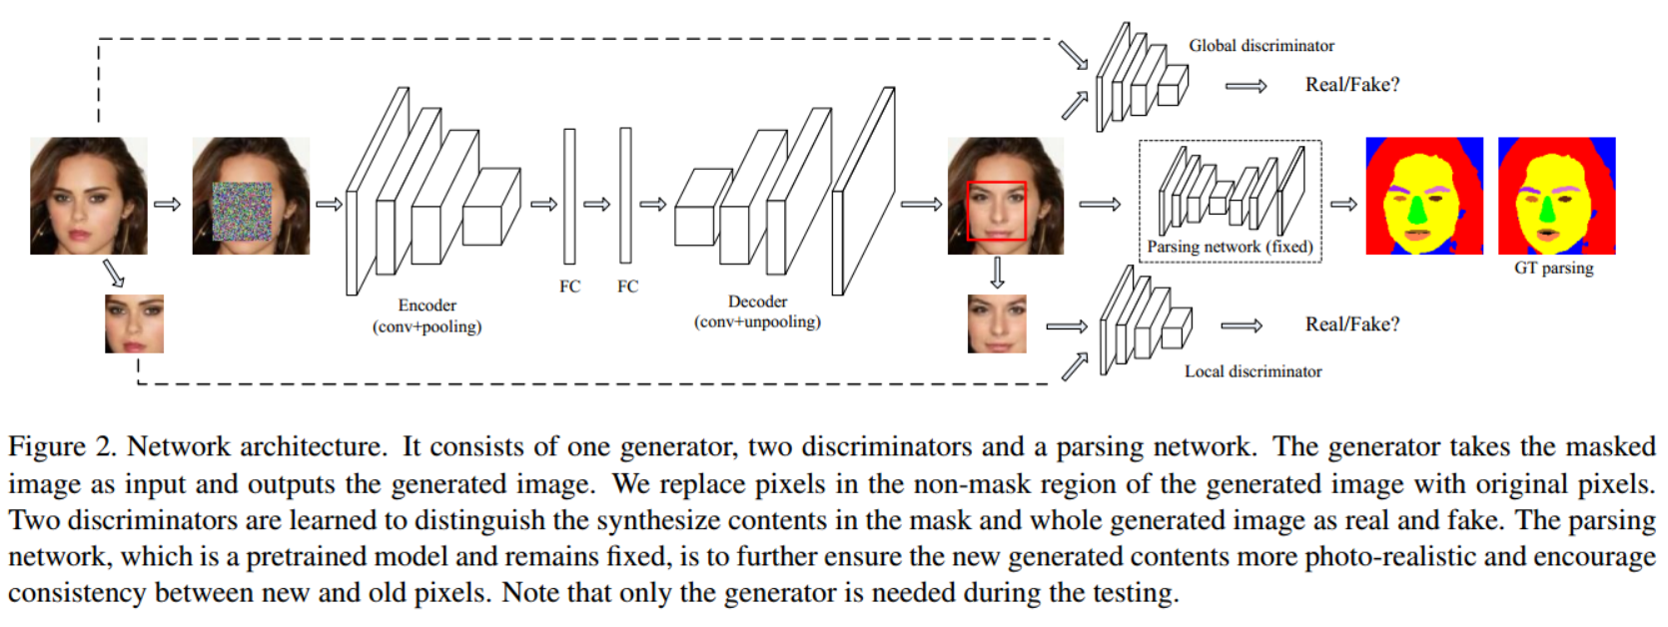 Global discriminator
Real/Fake?
Encoder
(conv+pooling)
FC
FC
Decoder
(conv+unpooling)
Parsing network (fixed)
GT parsing
Real/Fake?
Local discriminator
Figure 2. Network architecture. It consists of one generator, two discriminators and a parsing network. The generator takes the masked
image as input and outputs the generated image. We replace pixels in the non-mask region of the generated image with original pixels.
Two discriminators are learned to distinguish the synthesize contents in the mask and whole generated image as real and fake. The parsing
network, which is a pretrained model and remains fixed, is to further ensure the new generated contents more photo-realistic and encourage
consistency between new and old pixels. Note that only the generator is needed during the testing.